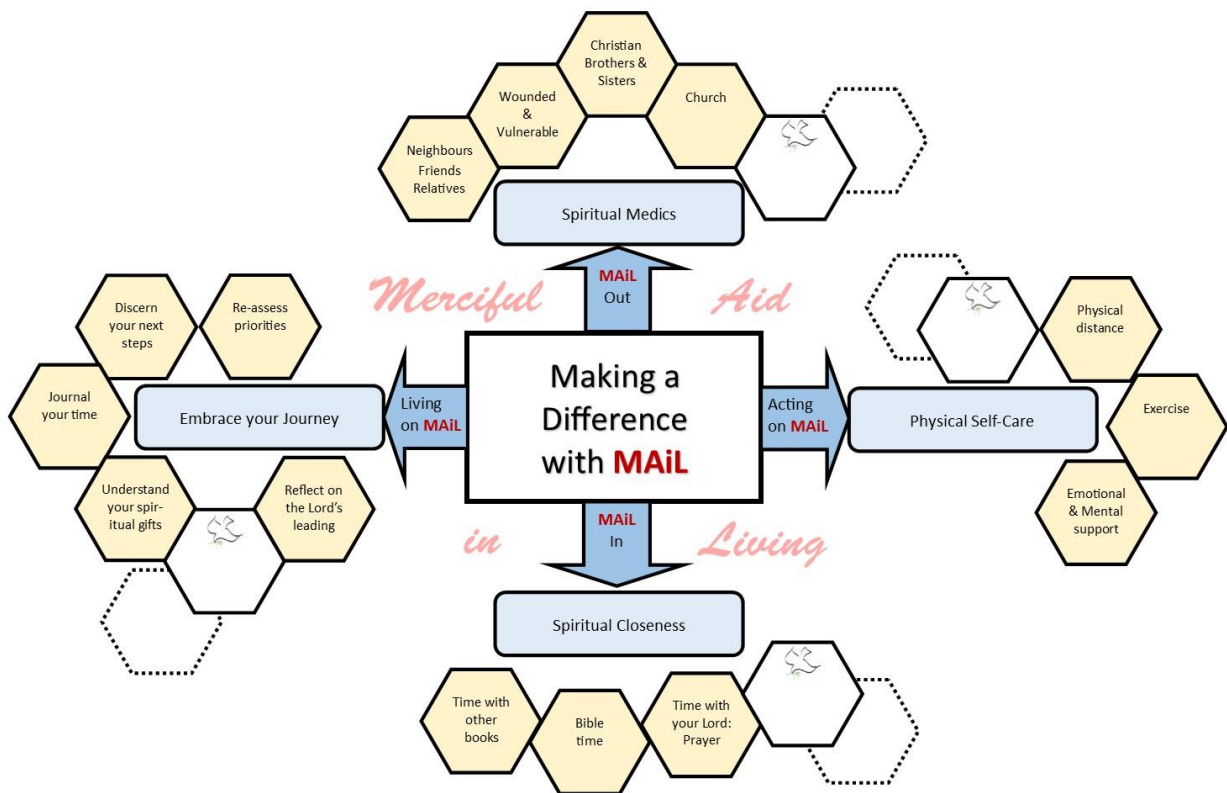 Christian
Brothers &
Sisters
Wounded
&
Vulnerable
Church
Neighbours
Friends
Relatives
Spiritual Medics
MAiL
Out
Merciful
Aid
Discern
your next
steps
Re-assess
priorities
Journal
your time
Embrace your Journey
Living
on MAiL
Understand
your spir-
itual gifts
Reflect on
the Lord's
leading
Making a
Difference
with MAiL
Acting
on MAiL
Physical Self-Care
Physical
distance
Exercise
Emotional
& Mental
support
in
MAiL
In
Living
Spiritual Closeness
Time with
other
books
Bible
time
Time with
your Lord:
Prayer